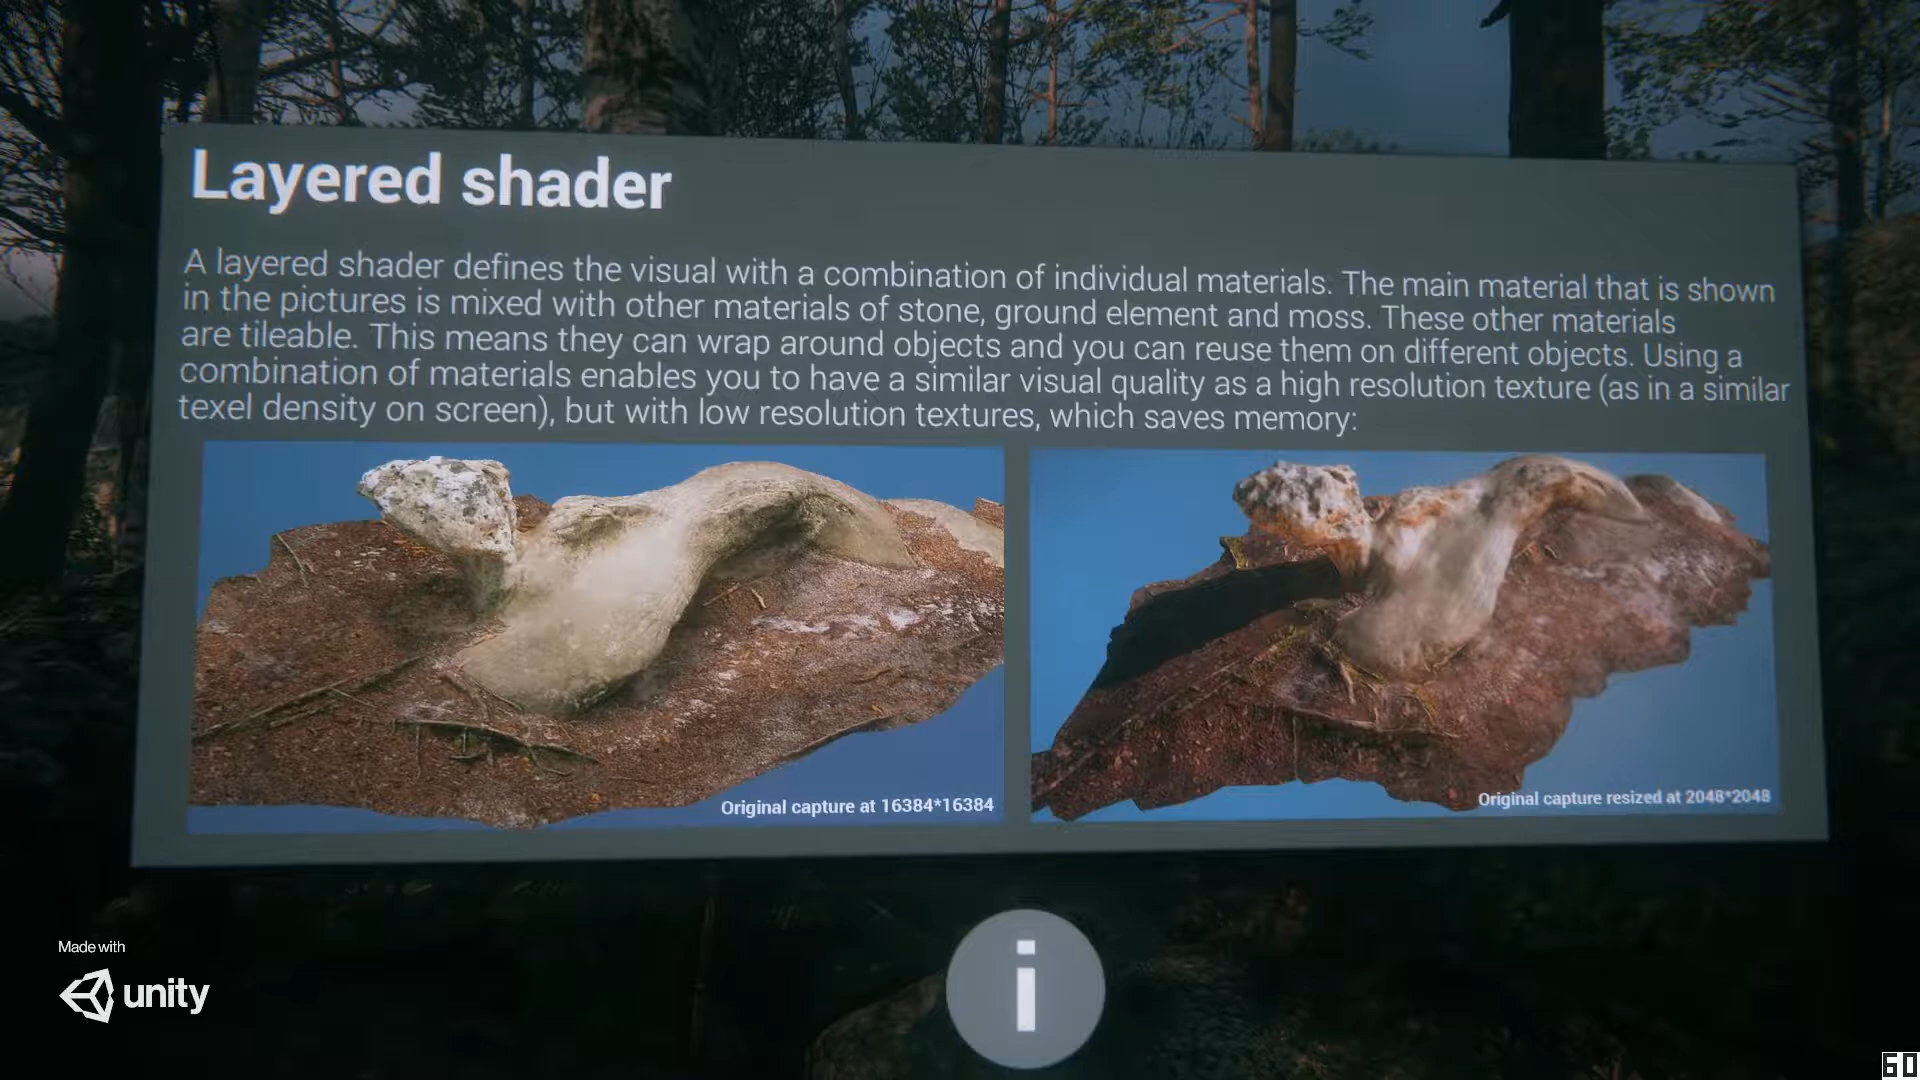 Layered shader
A layered shader defines the visual with a combination of individual materials. The main material that is shown
in the pictures is mixed with other materials of stone, ground element and moss. These other materials
are tileable. This means they can wrap around objects and you can reuse them on different objects. Using a
combination of materials enables you to have a similar visual quality as a high resolution texture (as in a similar
texel density on screen), but with low resolution textures, which saves memory:
Original capture at 16384*16384
Original capture resized at 2048*2048
i
Made with
unity
60